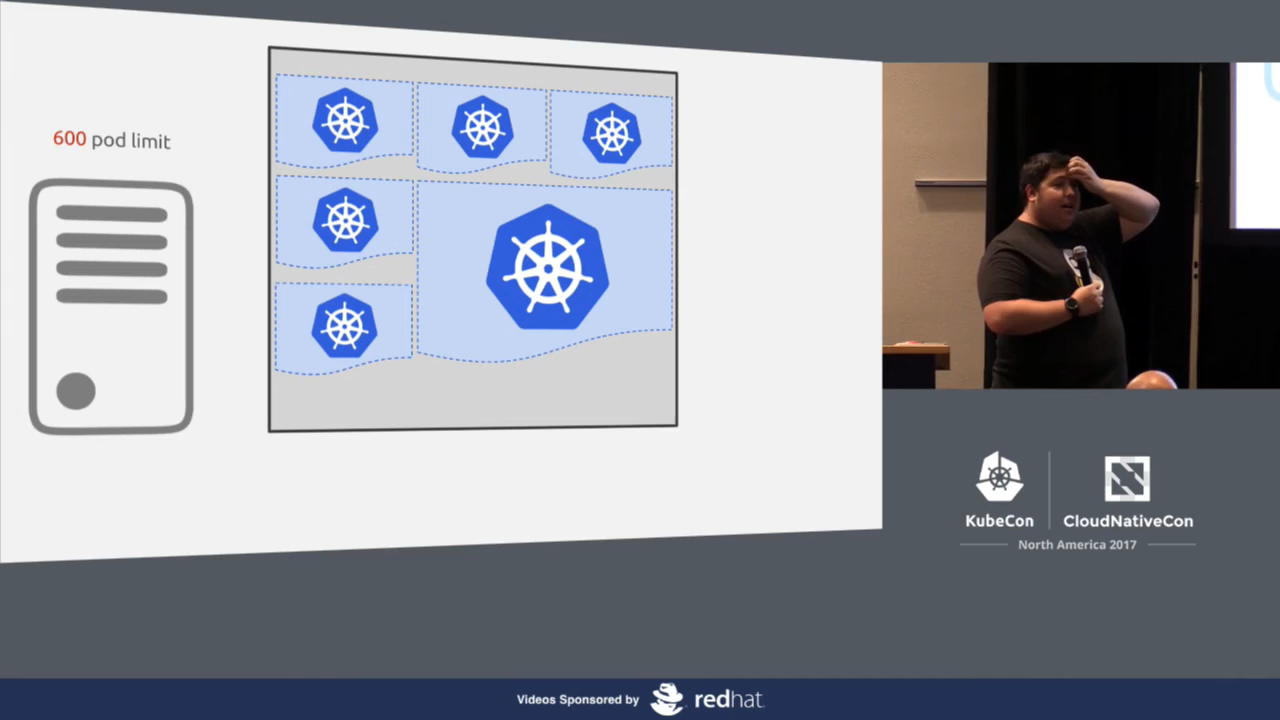 600 pod limit
KubeCon
CloudNativeCon
North America 2017
Videos Sponsored by redhat